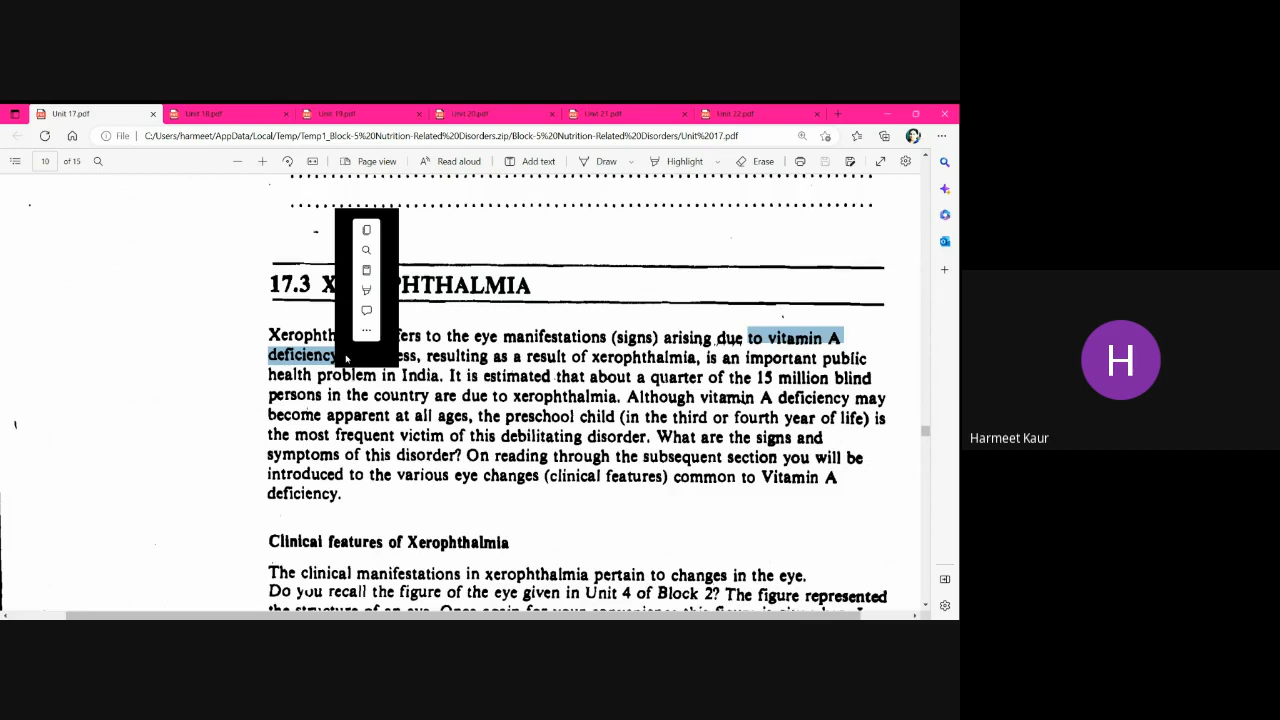 Unit 17.pdf
Unit 18.pdf
Unit 19.pdf
Unit 20.pdf
Unit 21.pdf
Unit 22.pdf
File
C:/Users/harmeet/AppData/Local/Temp/Temp1_Block-5%20Nutrition-Related%20Disorders.zip/Block-5%20Nutrition-Related%20Disorders/Unit%2017.pdf
10 of 15
Page view
Read aloud
Add text
Draw
Highlight
Erase
17.3 X PHTHALMIA
Xerophth fers to the eye manifestations (signs) arising due to vitamin A
deficiency ess, resulting as a result of xerophthalmia, is an important public
health problem in India. It is estimated that about a quarter of the 15 million blind
persons in the country are due to xerophthalmia. Although vitamin A deficiency may
become apparent at all ages, the preschool child (in the third or fourth year of life) is
the most frequent victim of this debilitating disorder. What are the signs and
symptoms of this disorder? On reading through the subsequent section you will be
introduced to the various eye changes (clinical features) common to Vitamin A
deficiency.
Clinical features of Xerophthalmia
The clinical manifestations in xerophthalmia pertain to changes in the eye.
Do you recall the figure of the eye given in Unit 4 of Block 2? The figure represented
H
Harmeet Kaur